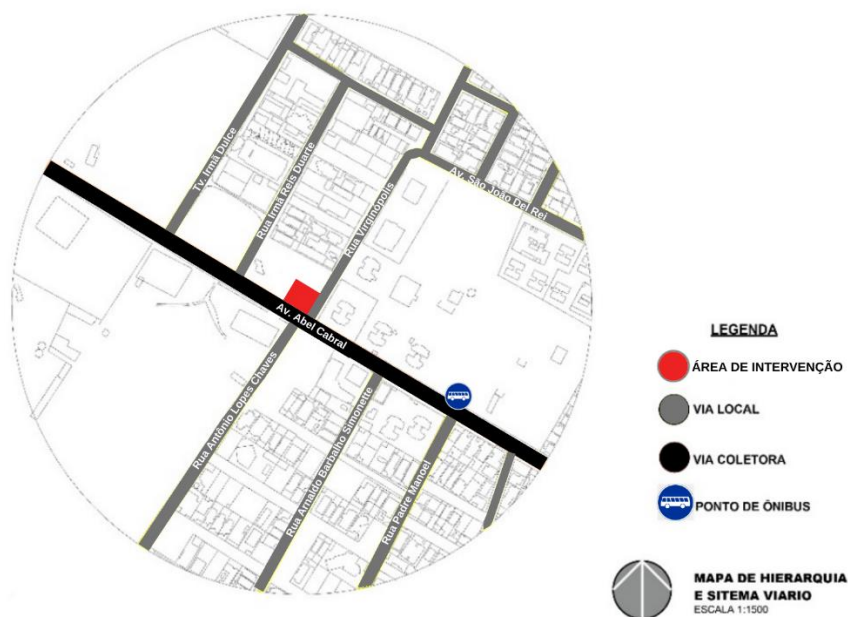 Tv. Irmã Dulce
Rua Irmã Reis Duarte
Rua Virginopolis
Av. São João Del Rei
Av. Abel Cabral
Rua Antônio Lopes Chaves
Rua Arnaldo Barbalho Simonette
Rua Padre Manoel
LEGENDA
ÁREA DE INTERVENÇÃO
VIA LOCAL
VIA COLETORA
PONTO DE ÔNIBUS
MAPA DE HIERARQUIA
E SITEMA VIARIO
ESCALA 1:1500